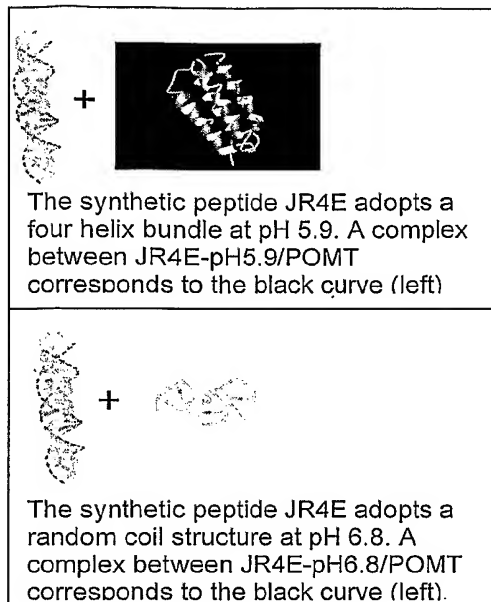 +
The synthetic peptide JR4E adopts a
four helix bundle at pH 5.9. A complex
between JR4E-pH5.9/POMT
corresponds to the black curve (left)
+
The synthetic peptide JR4E adopts a
random coil structure at pH 6.8. A
complex between JR4E-pH6.8/POMT
corresponds to the black curve (left).